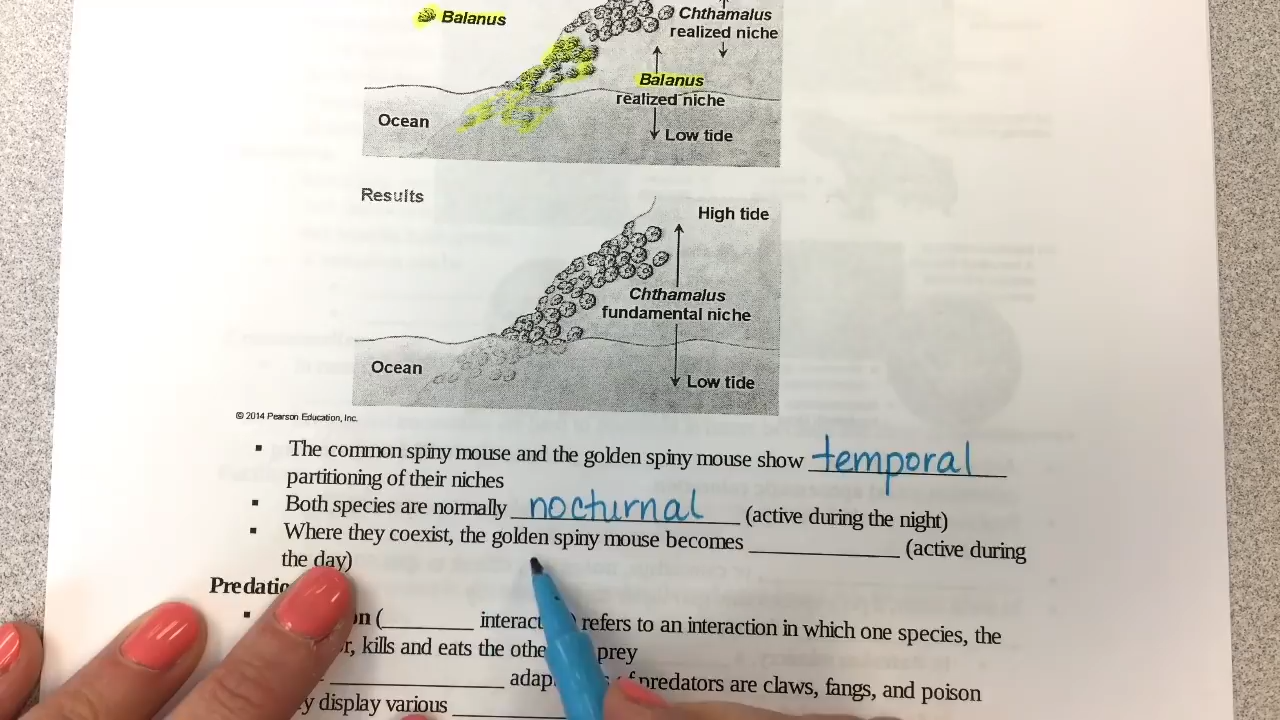 Balanus
Chthamalus
realized niche
Balanus
realized niche
Ocean
Low tide
Results
High tide
Chthamalus
fundamental niche
Ocean
Low tide
© 2014 Pearson Education, Inc.
▪ The common spiny mouse and the golden spiny mouse show temporal
partitioning of their niches
▪ Both species are normally nocturnal (active during the night)
▪ Where they coexist, the golden spiny mouse becomes ____________ (active during
the day)
(________ interact refers to an interaction in which one species, the
kills and eats the prey
______________ of predators are claws, fangs, and poison
display various __________